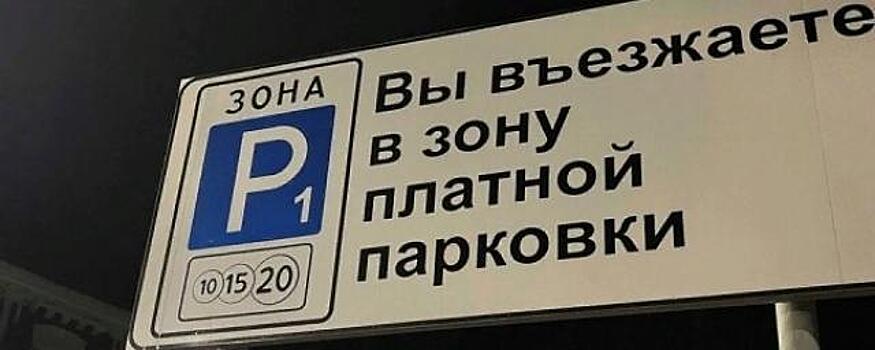 ЗОНА
P 1
10 15 20
Вы въезжаете
в зону
платной
парковки